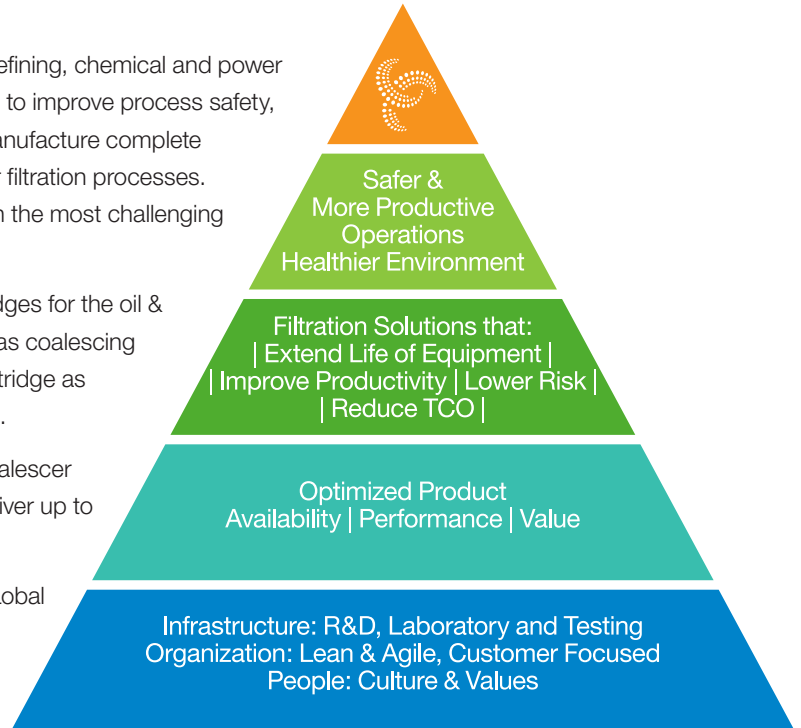 efining, chemical and power
to improve process safety,
anufacture complete
filtration processes.
the most challenging
dges for the oil &
as coalescing
tridge as
alescer
iver up to
obal
Safer &
More Productive
Operations
Healthier Environment
Filtration Solutions that:
| Extend Life of Equipment |
| Improve Productivity | Lower Risk |
| Reduce TCO |
Optimized Product
Availability | Performance | Value
Infrastructure: R&D, Laboratory and Testing
Organization: Lean & Agile, Customer Focused
People: Culture & Values